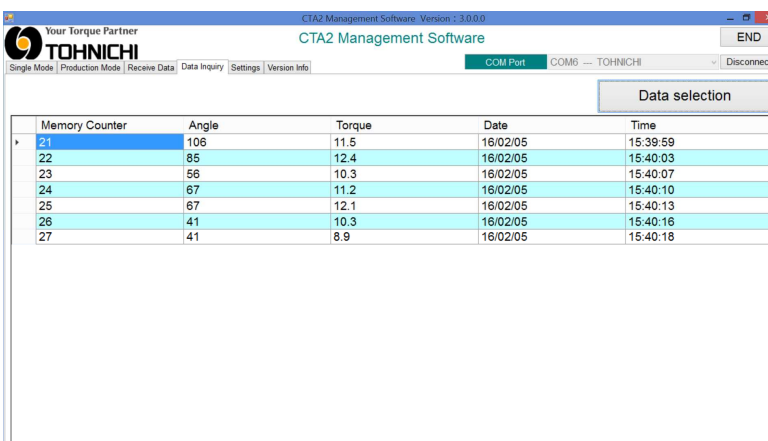 CTA2 Management Software Version : 3.0.0.0
Your Torque Partner
TOHNICHI
CTA2 Management Software
END
COM Port COM6 — TOHNICHI Disconnec
Single Mode Production Mode Receive Data Data Inquiry Settings Version Info
Data selection
Memory Counter Angle Torque Date Time
21 106 11.5 16/02/05 15:39:59
22 85 12.4 16/02/05 15:40:03
23 56 10.3 16/02/05 15:40:07
24 67 11.2 16/02/05 15:40:10
25 67 12.1 16/02/05 15:40:13
26 41 10.3 16/02/05 15:40:16
27 41 8.9 16/02/05 15:40:18